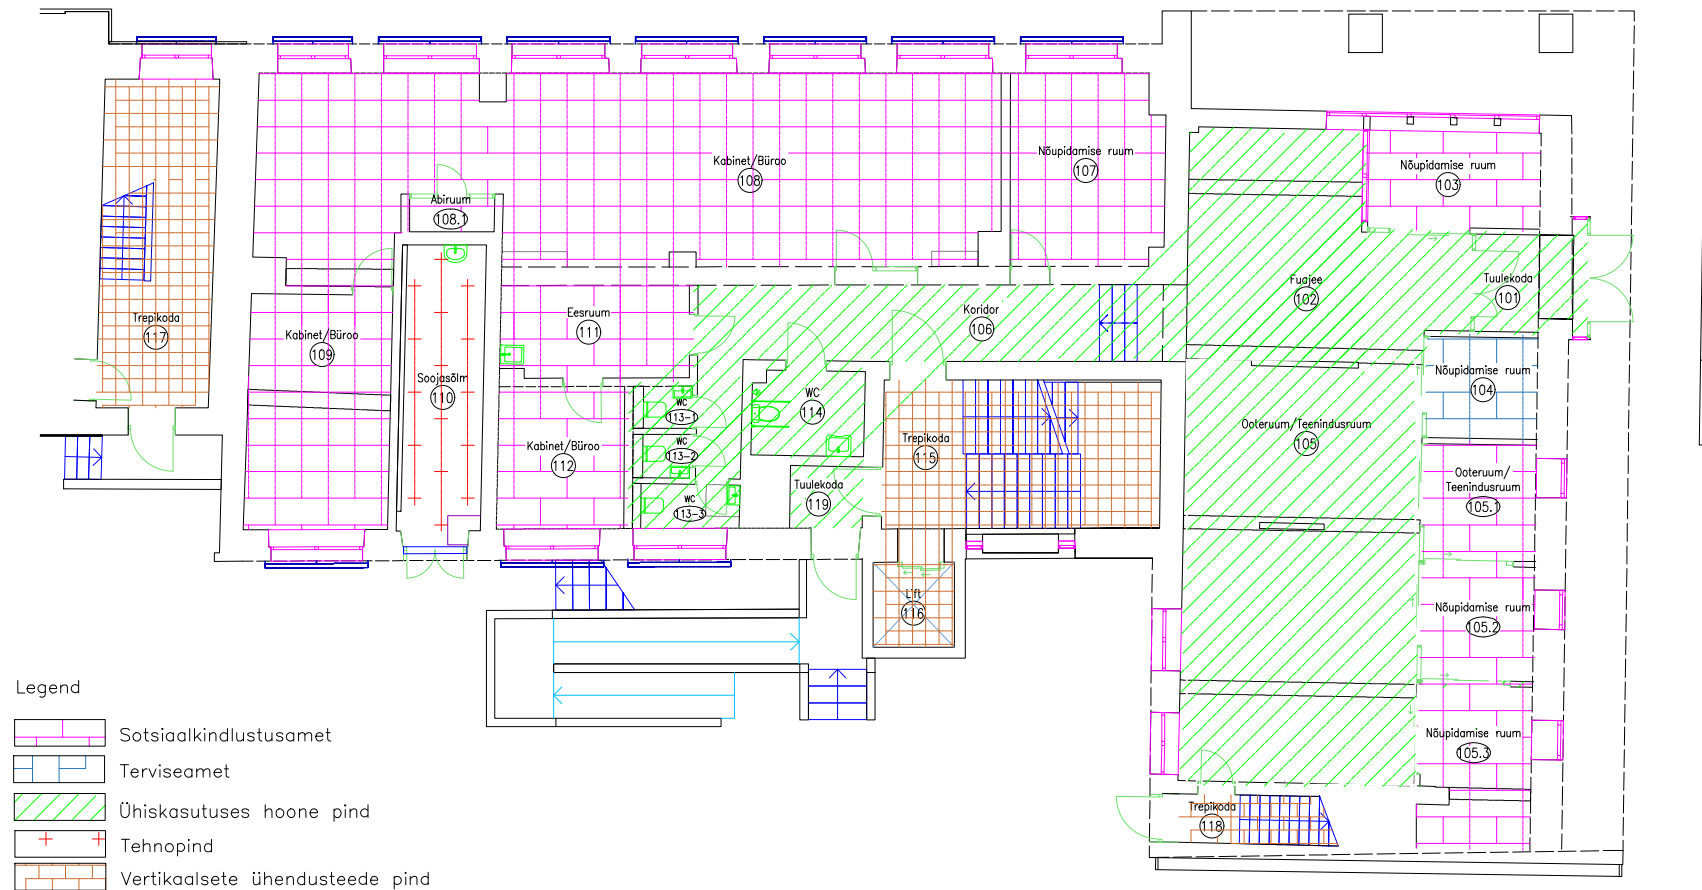 Kabinet/Büroo
108
Nõupidamise ruum
107
Nõupidamise ruum
103
Abiruum
108.1
Trepikoda
117
Kabinet/Büroo
109
Eesruum
111
Koridor
106
Fuajee
102
Tuulekoda
101
Soojasõlm
110
WC
113-1
WC
114
Nõupidamise ruum
104
Kabinet/Büroo
112
WC
113-2
Trepikoda
115
Ooteruum/Teenindusruum
105
WC
113-3
Tuulekoda
119
Ooteruum/
Teenindusruum
105.1
Lift
116
Nõupidamise ruum
105.2
Nõupidamise ruum
105.3
Trepikoda
118
Legend
Sotsiaalkindlustusamet
Terviseamet
Ühiskasutuses hoone pind
Tehnopind
Vertikaalsete ühendusteede pind